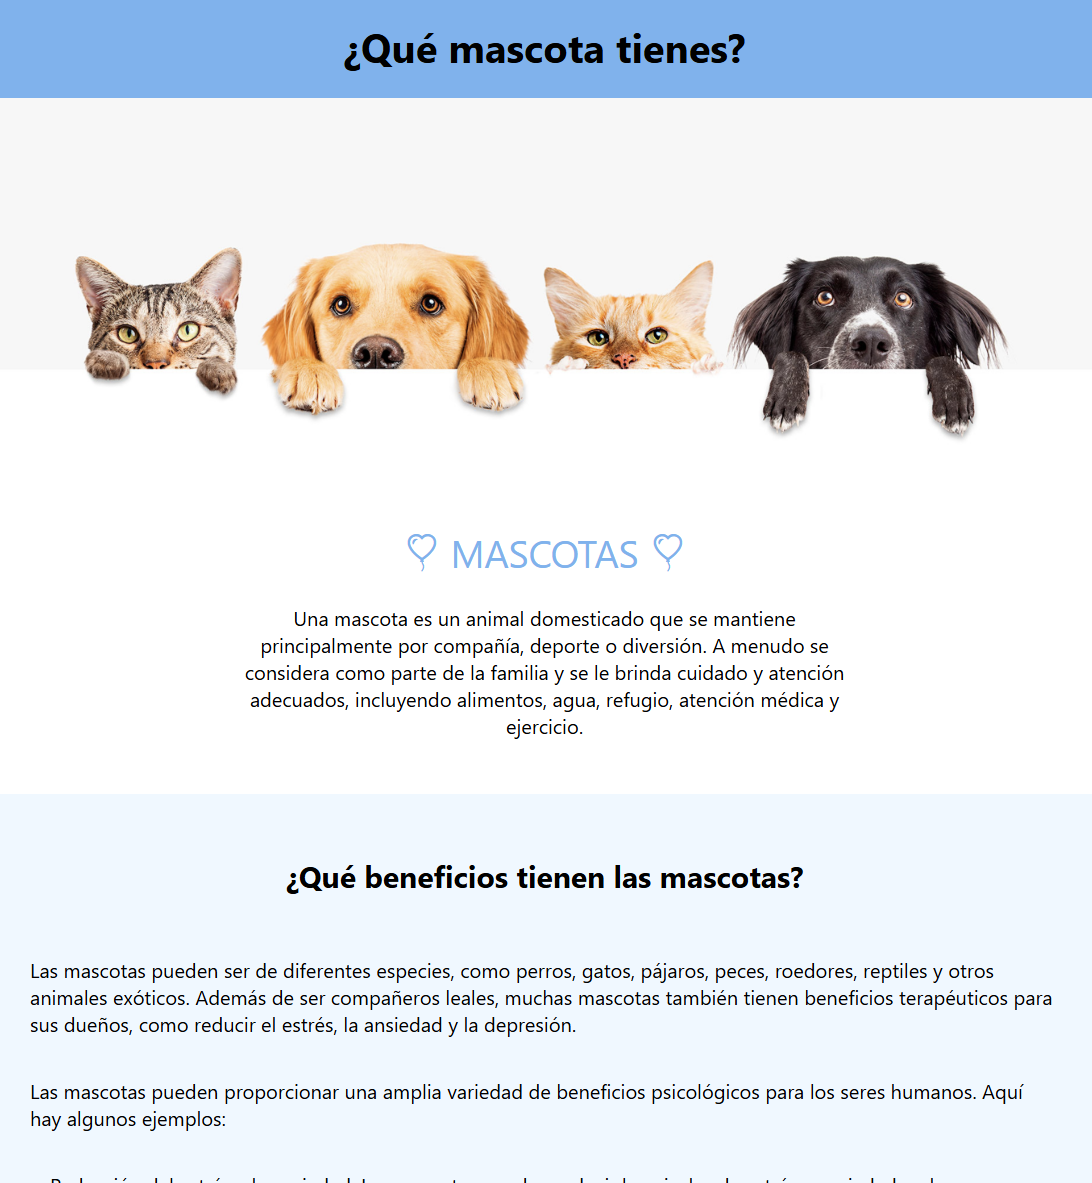 ¿Qué mascota tienes?
MASCOTAS
Una mascota es un animal domesticado que se mantiene
principalmente por compañía, deporte o diversión. A menudo se
considera como parte de la familia y se le brinda cuidado y atención
adecuados, incluyendo alimentos, agua, refugio, atención médica y
ejercicio.
¿Qué beneficios tienen las mascotas?
Las mascotas pueden ser de diferentes especies, como perros, gatos, pájaros, peces, roedores, reptiles y otros
animales exóticos. Además de ser compañeros leales, muchas mascotas también tienen beneficios terapéuticos para
sus dueños, como reducir el estrés, la ansiedad y la depresión.
Las mascotas pueden proporcionar una amplia variedad de beneficios psicológicos para los seres humanos. Aquí
hay algunos ejemplos: